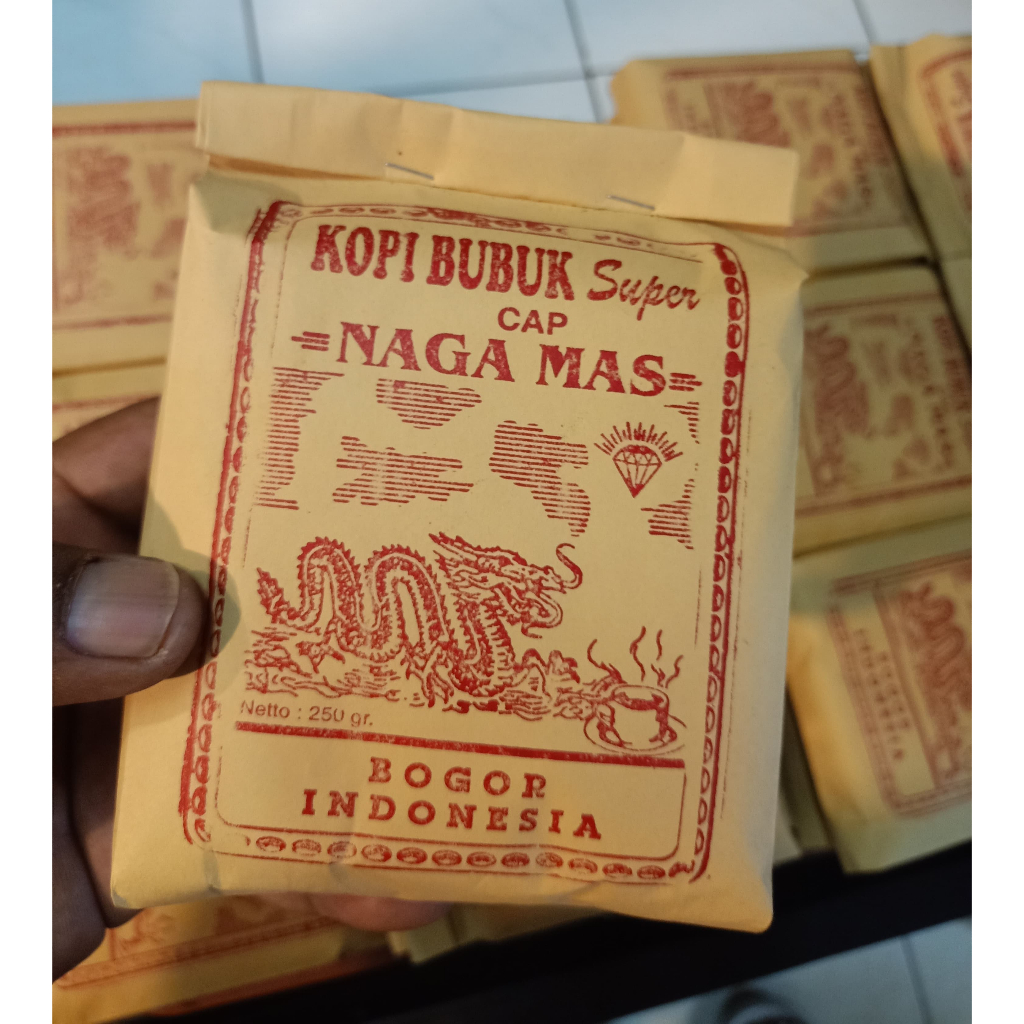 KOPI BUBUK Super
CAP
NAGA MAS
Netto : 250 gr.
BOGOR
INDONESIA